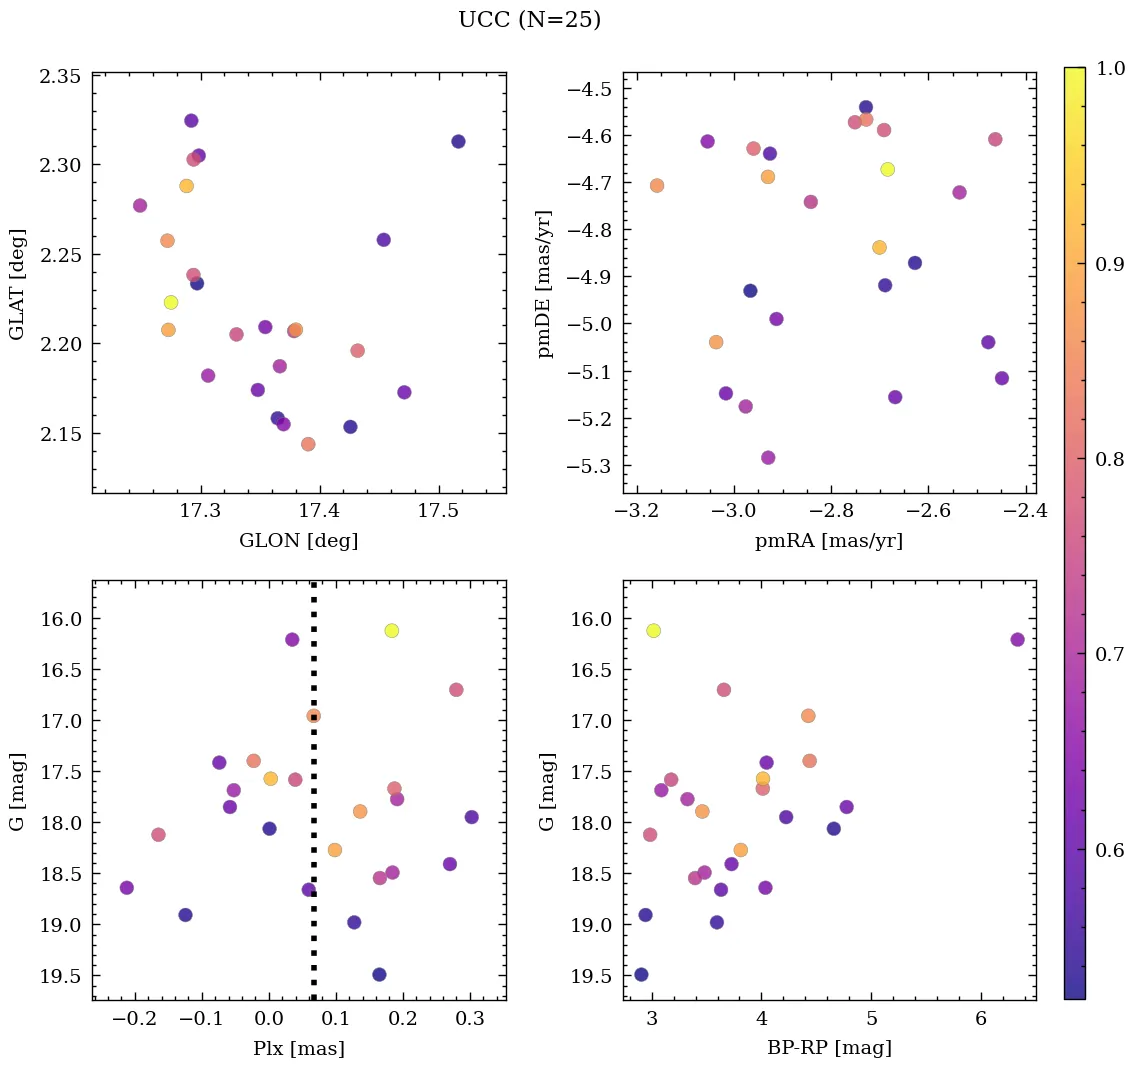 UCC (N=25)
2.35
2.30
2.25
2.20
2.15
GLAT [deg]
17.3 17.4 17.5
GLON [deg]
−4.5
−4.6
−4.7
−4.8
−4.9
−5.0
−5.1
−5.2
−5.3
pmDE [mas/yr]
−3.2 −3.0 −2.8 −2.6 −2.4
pmRA [mas/yr]
16.0
16.5
17.0
17.5
18.0
18.5
19.0
19.5
G [mag]
−0.2 −0.1 0.0 0.1 0.2 0.3
Plx [mas]
16.0
16.5
17.0
17.5
18.0
18.5
19.0
19.5
G [mag]
3 4 5 6
BP-RP [mag]
1.0
0.9
0.8
0.7
0.6